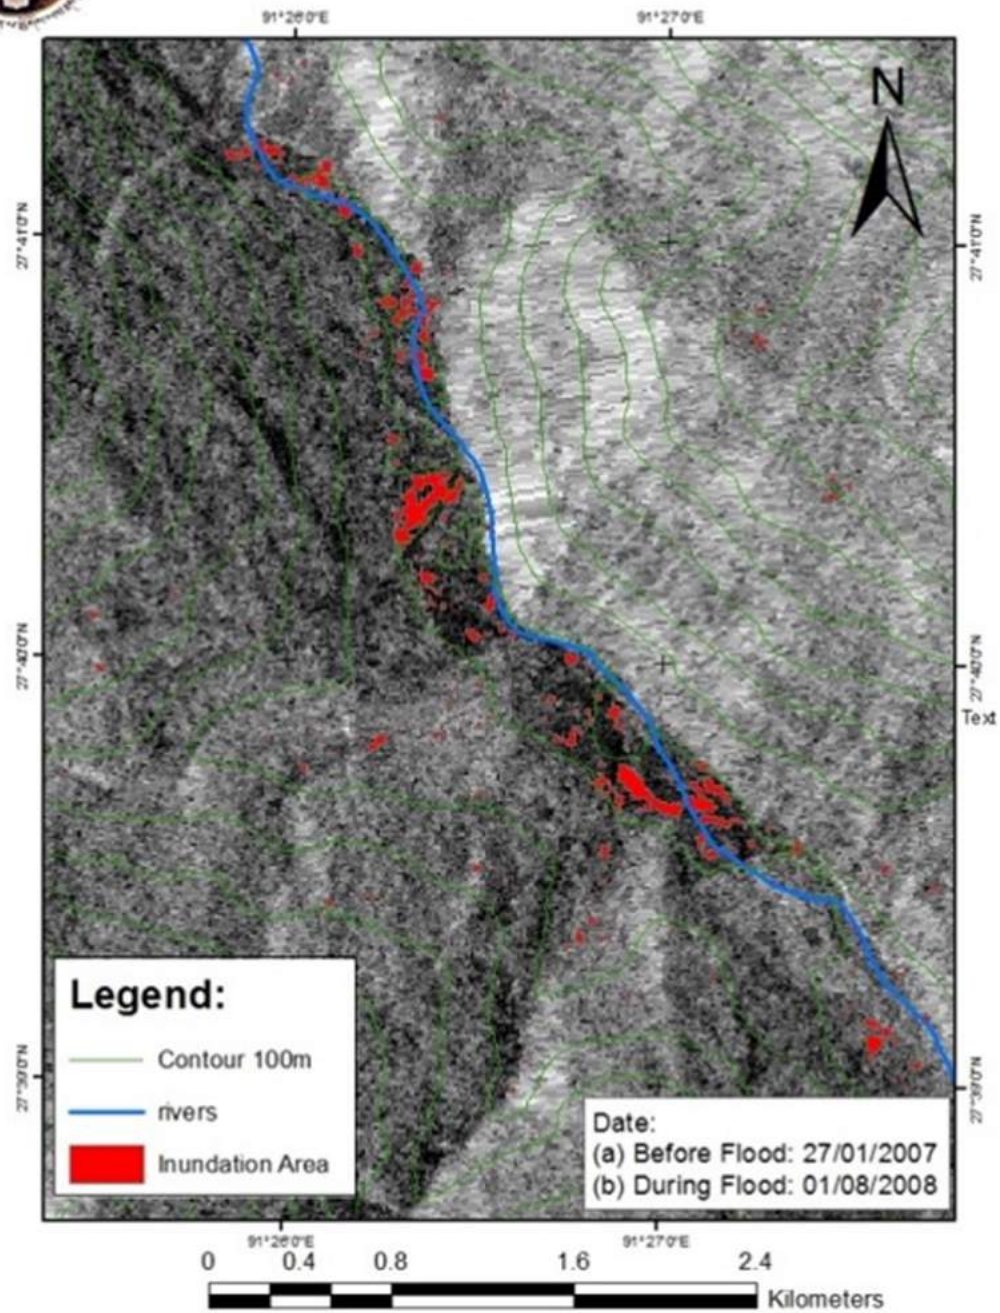 91°26'0"E 91°27'0"E
N
27°41'0"N 27°41'0"N
27°40'0"N 27°40'0"N
Text
Legend:
Contour 100m
rivers
Inundation Area
27°39'0"N 27°39'0"N
Date:
(a) Before Flood: 27/01/2007
(b) During Flood: 01/08/2008
91°26'0"E 91°27'0"E
0 0.4 0.8 1.6 2.4
Kilometers